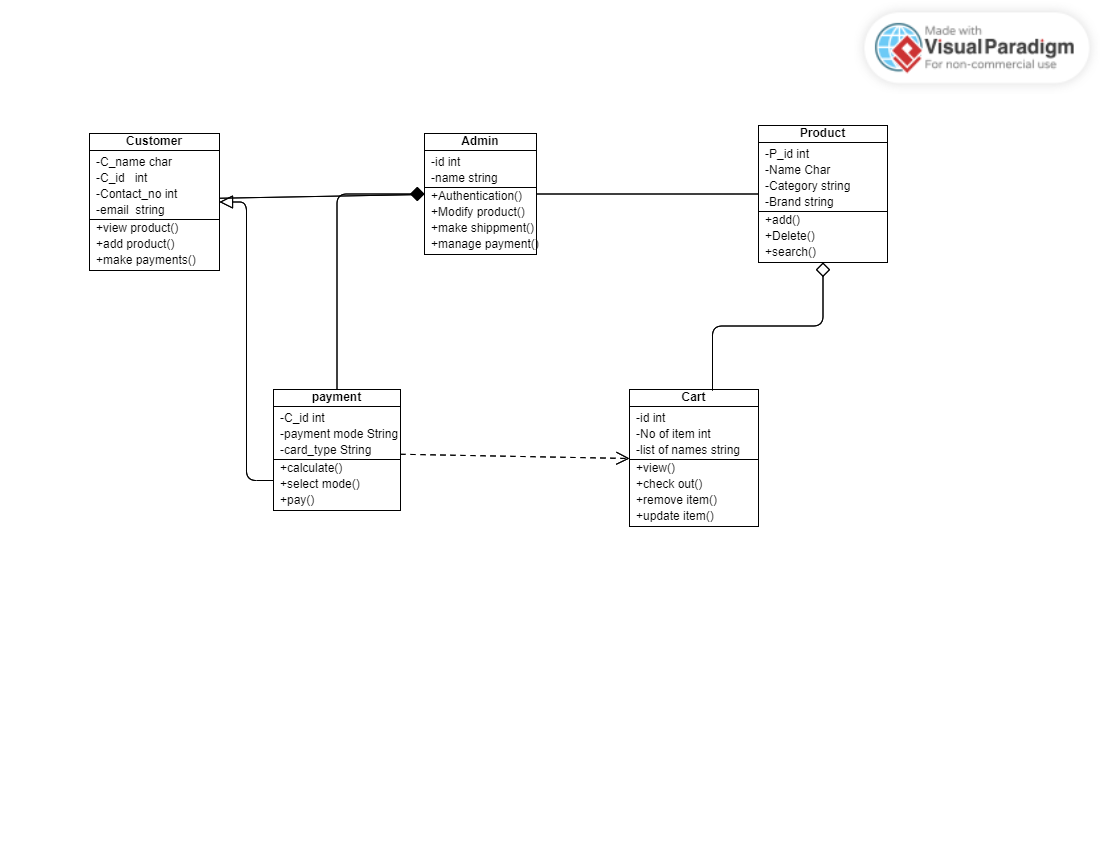 Made with
Visual Paradigm
For non-commercial use
Customer
-C_name char
-C_id int
-Contact_no int
-email string
+view product()
+add product()
+make payments()
Admin
-id int
-name string
+Authentication()
+Modify product()
+make shippment()
+manage payment()
Product
-P_id int
-Name Char
-Category string
-Brand string
+add()
+Delete()
+search()
payment
-C_id int
-payment mode String
-card_type String
+calculate()
+select mode()
+pay()
Cart
-id int
-No of item int
-list of names string
+view()
+check out()
+remove item()
+update item()